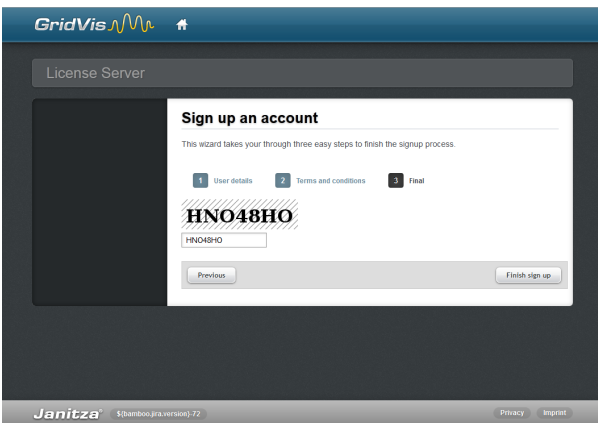 GridVis
License Server
Sign up an account
This wizard takes your through three easy steps to finish the signup process.
1 User details 2 Terms and conditions 3 Final
HNO48HO
HNO48HO
Previous Finish sign up
Janitza® ${bamboo.jira.version}-72 Privacy Imprint